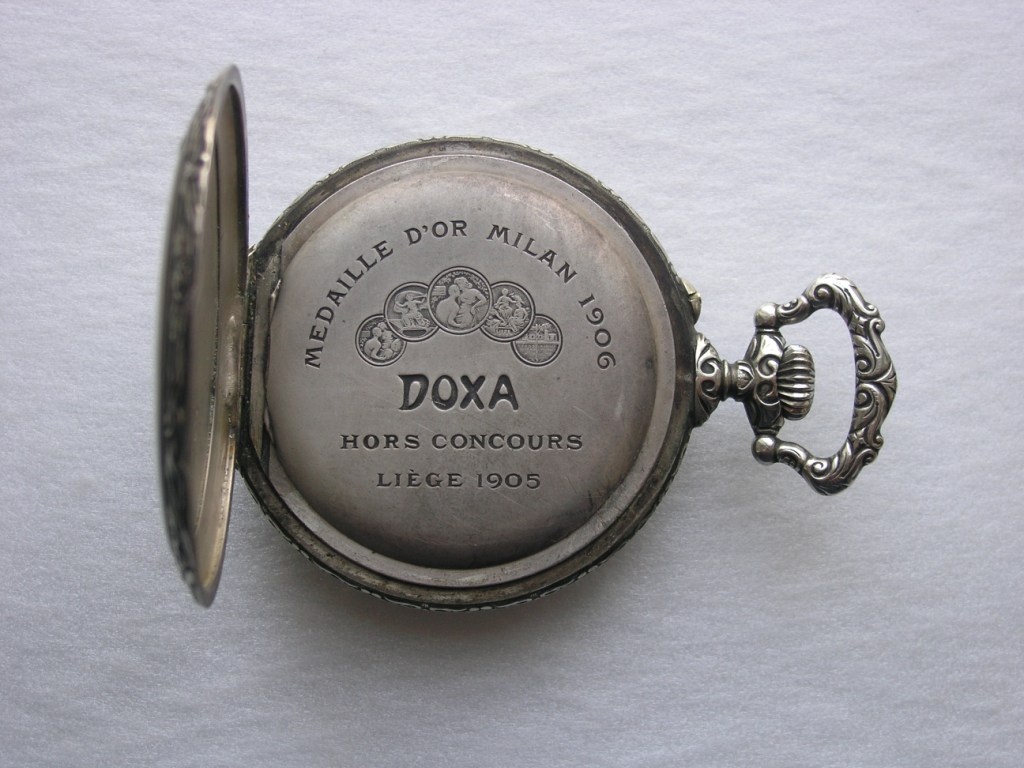 MEDAILLE D'OR MILAN 1906
DOXA
HORS CONCOURS
LIÈGE 1905